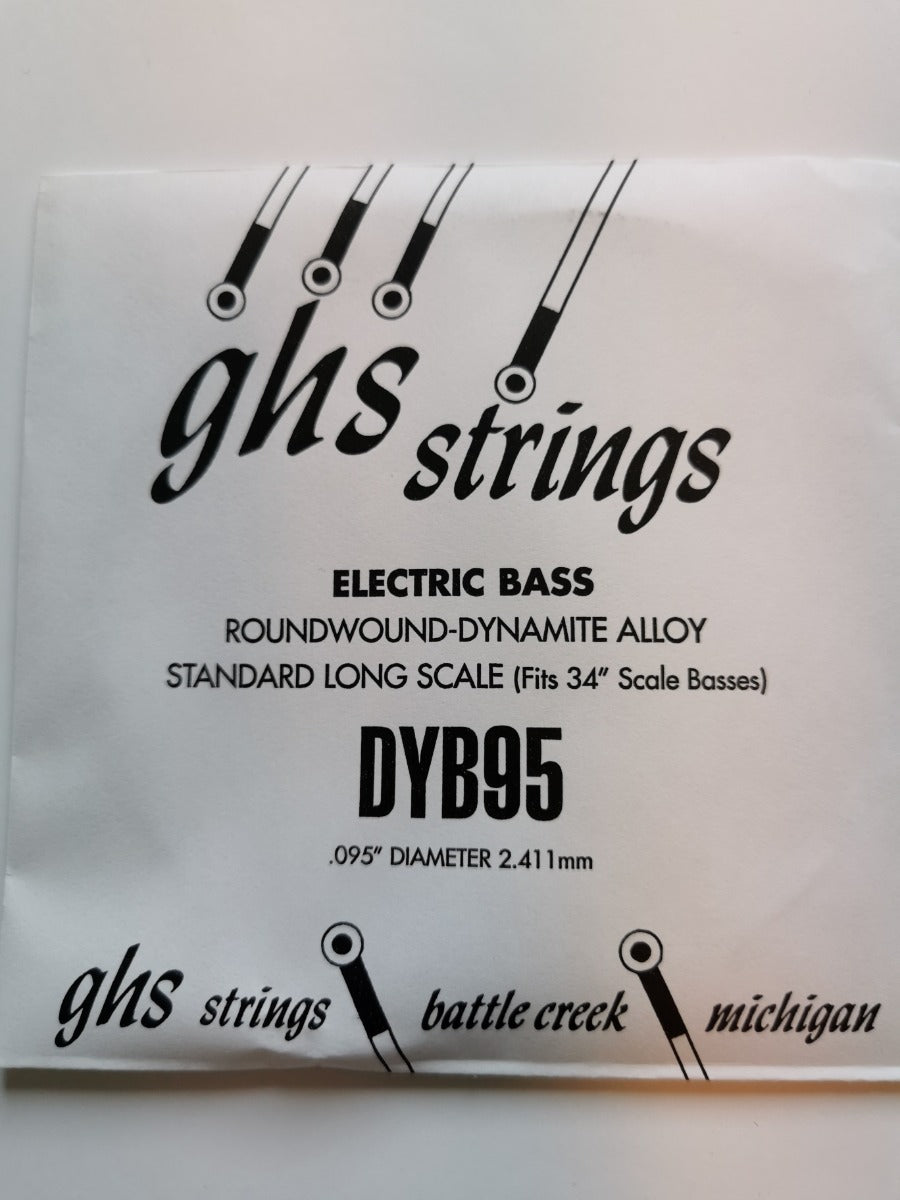 ghs strings
ELECTRIC BASS
ROUNDWOUND-DYNAMITE ALLOY
STANDARD LONG SCALE (Fits 34” Scale Basses)
DYB95
.095” DIAMETER 2.411mm
ghs strings battle creek michigan